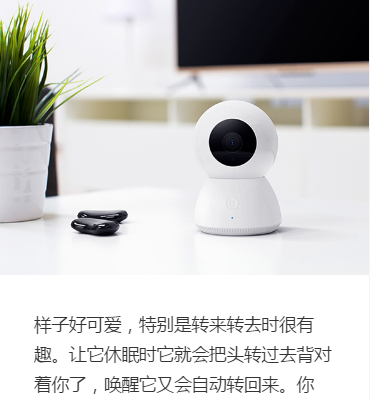 样子好可爱，特别是转来转去时很有
趣。让它休眠时它就会把头转过去背对
着你了，唤醒它又会自动转回来。你